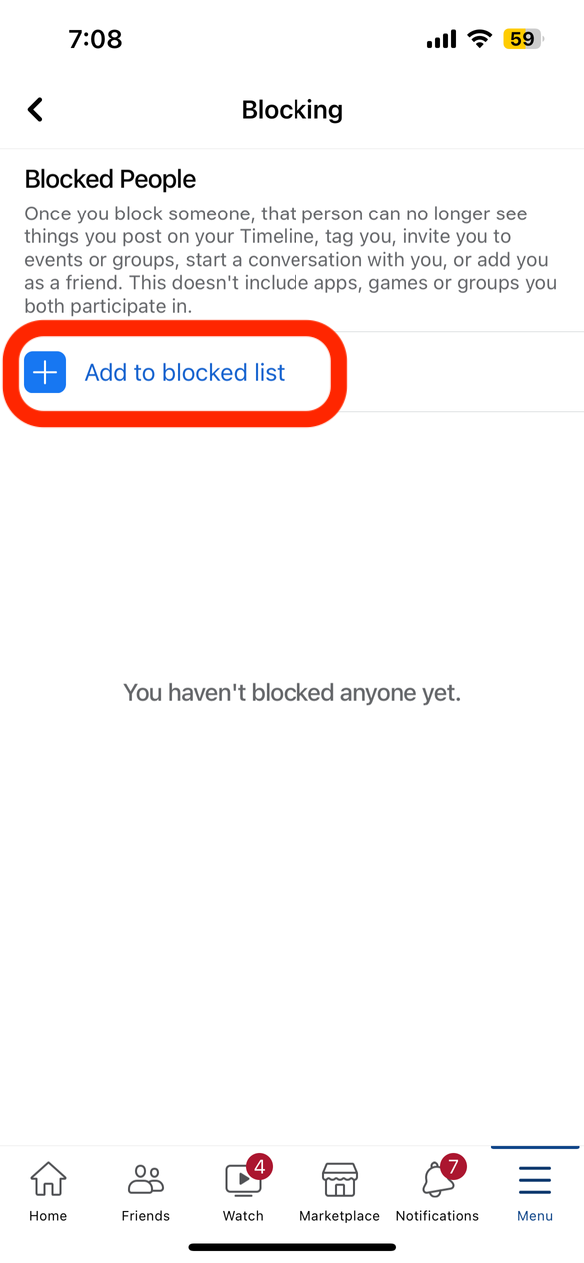 7:08
59
Blocking
Blocked People
Once you block someone, that person can no longer see
things you post on your Timeline, tag you, invite you to
events or groups, start a conversation with you, or add you
as a friend. This doesn't include apps, games or groups you
both participate in.
Add to blocked list
You haven't blocked anyone yet.
4
7
Home
Friends
Watch
Marketplace
Notifications
Menu